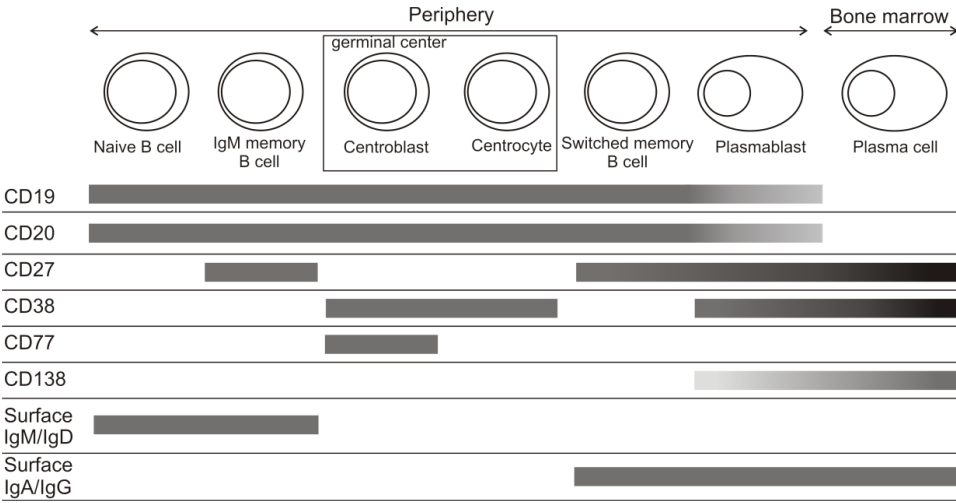 Periphery
Bone marrow
germinal center
Naive B cell
IgM memory
B cell
Centroblast
Centrocyte
Switched memory
B cell
Plasmablast
Plasma cell
CD19
CD20
CD27
CD38
CD77
CD138
Surface
IgM/IgD
Surface
IgA/IgG